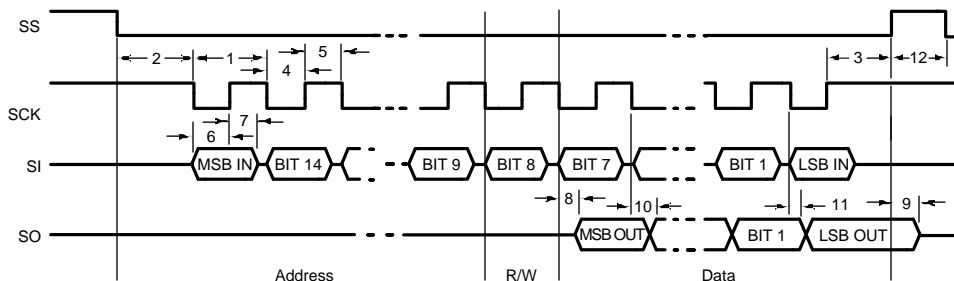 SS
2 1 4 5 3 12
SCK
6 7
SI MSB IN BIT 14 BIT 9 BIT 8 BIT 7 BIT 1 LSB IN
8 10 11 9
SO MSB OUT BIT 1 LSB OUT
Address R/W Data